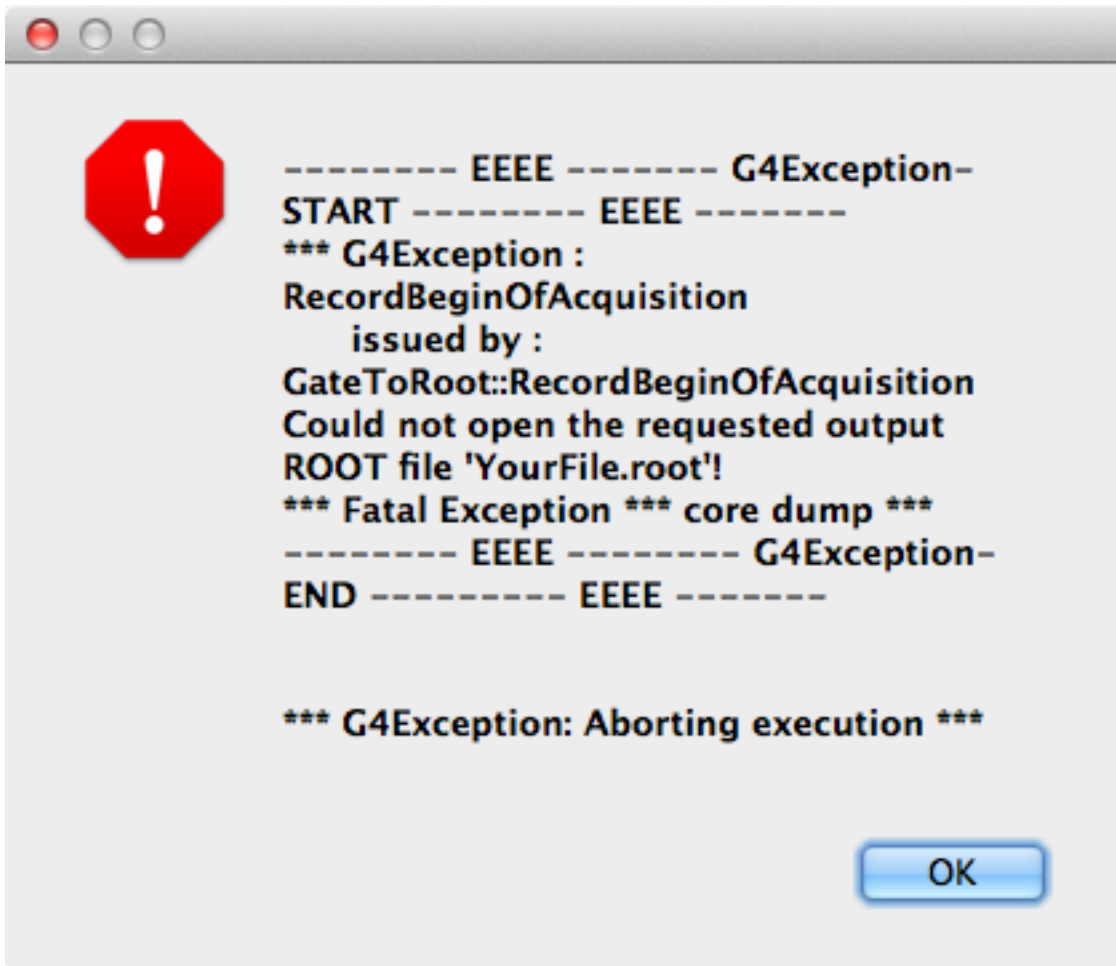 -------- EEEE ------- G4Exception-
START -------- EEEE -------
*** G4Exception :
RecordBeginOfAcquisition
issued by :
GateToRoot::RecordBeginOfAcquisition
Could not open the requested output
ROOT file 'YourFile.root'!
*** Fatal Exception *** core dump ***
-------- EEEE -------- G4Exception-
END --------- EEEE -------
*** G4Exception: Aborting execution ***
OK